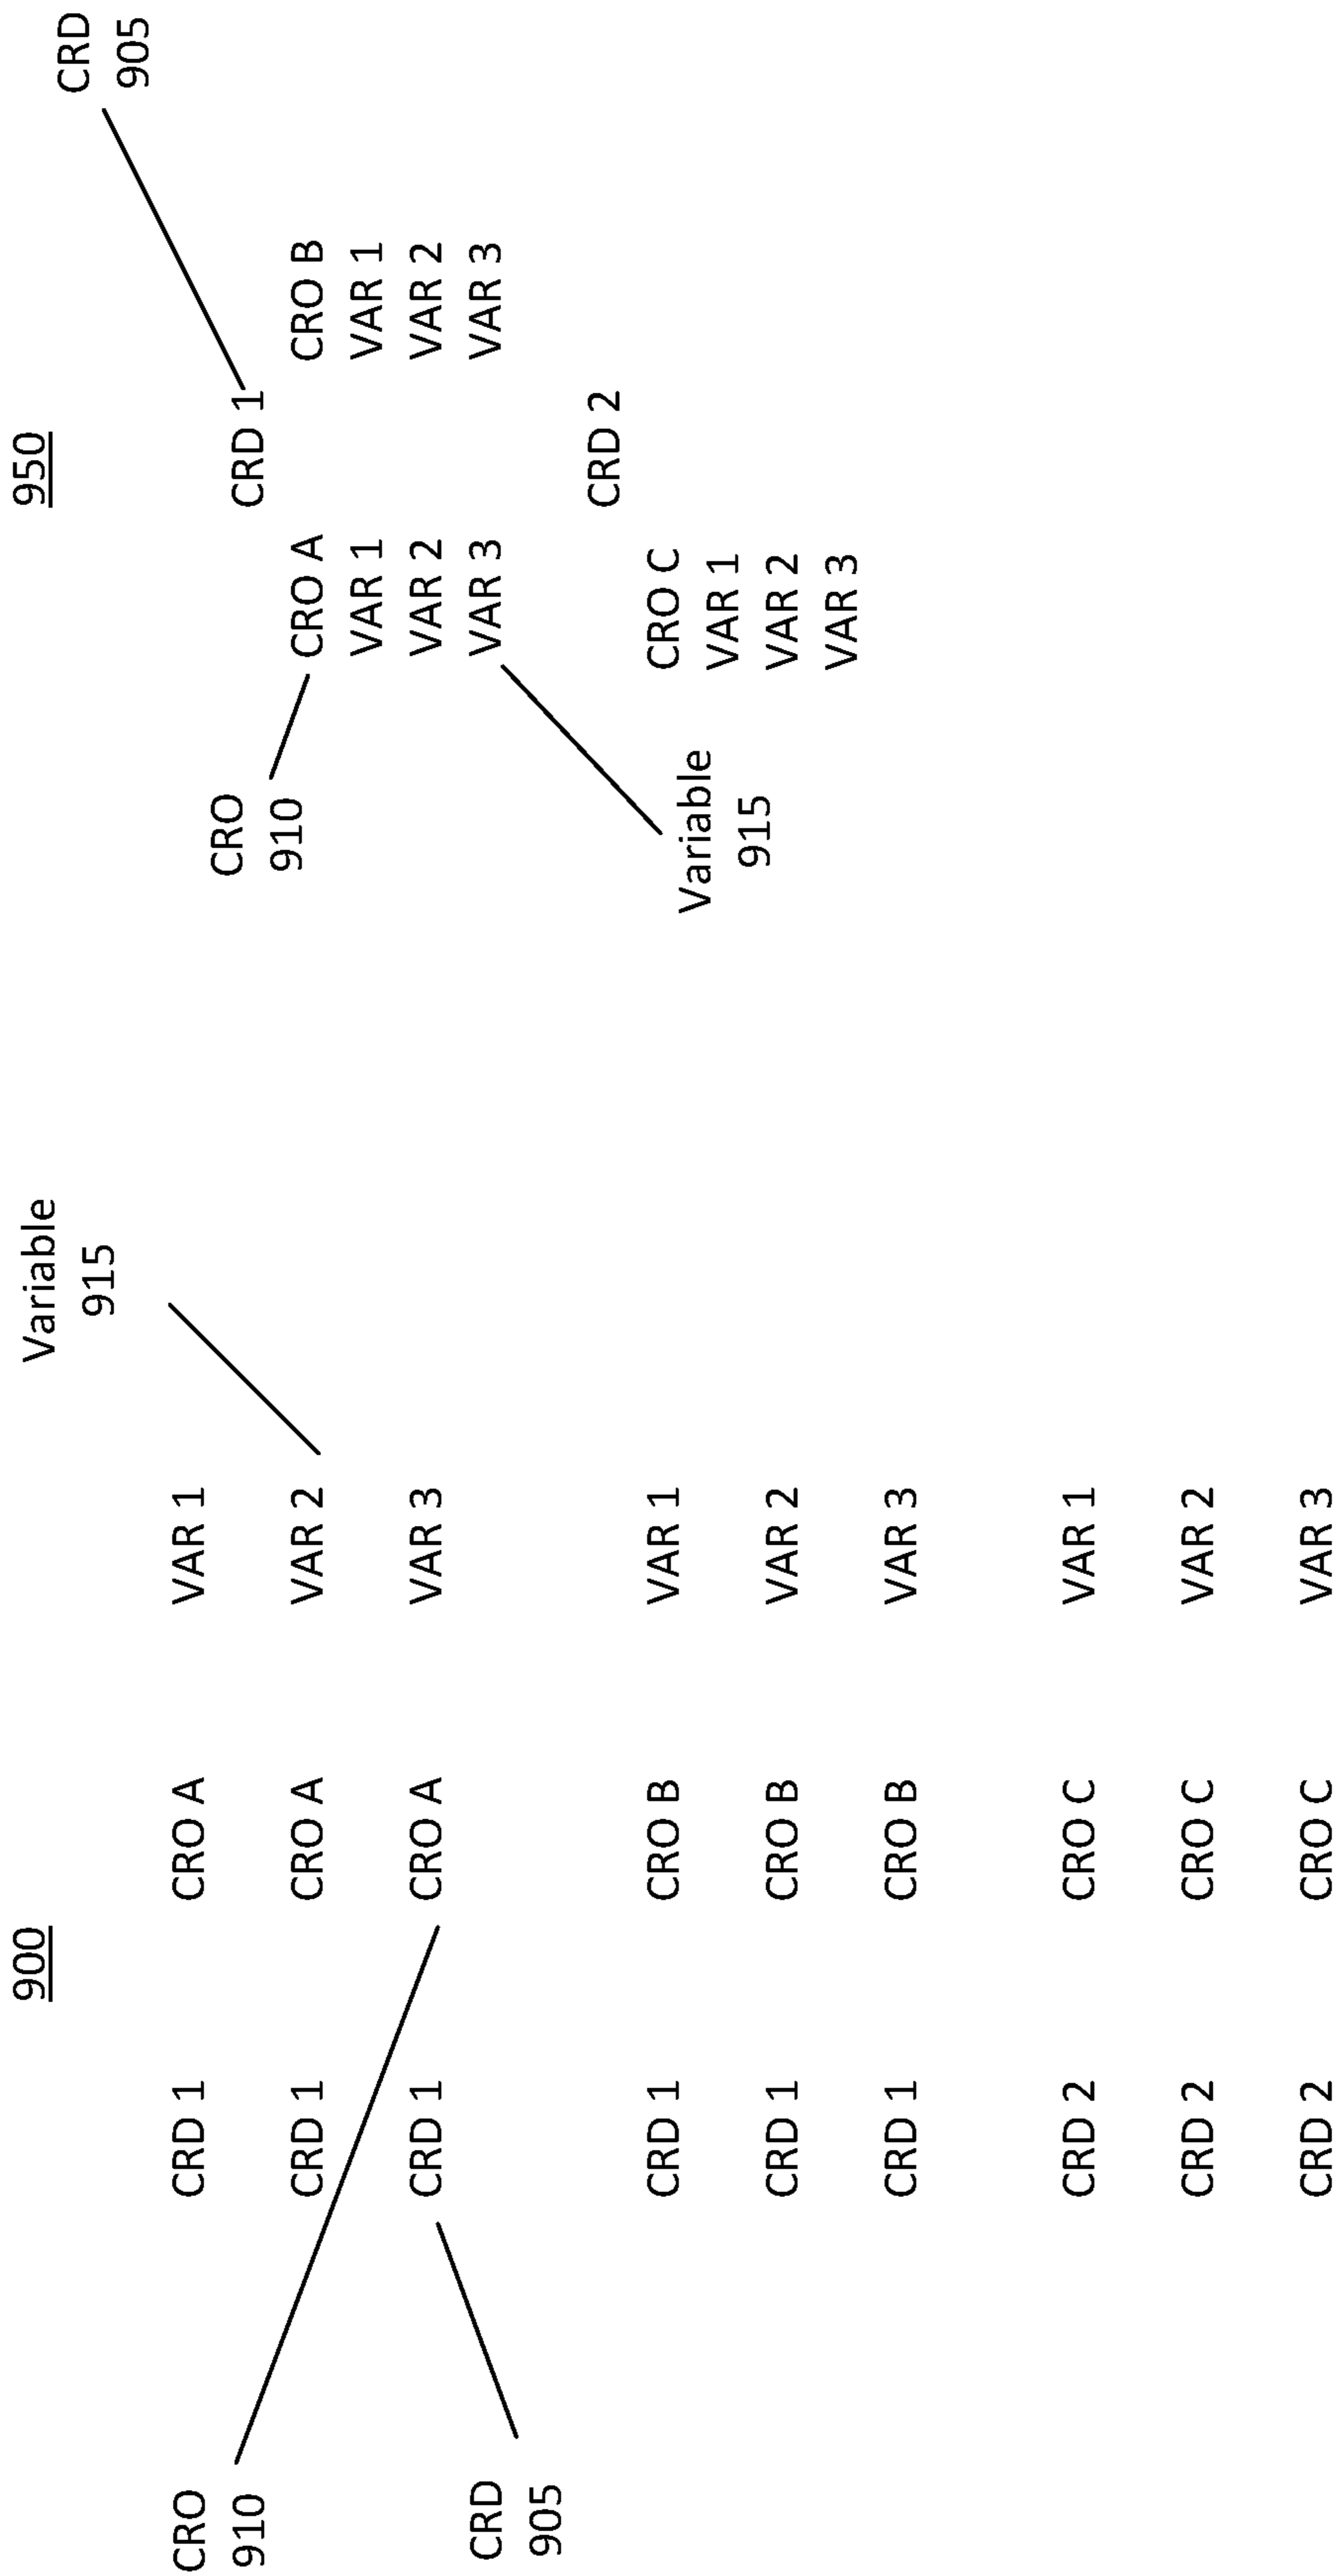 900
Variable
915
CRO
910
CRD 1 CRO A VAR 1
CRD 1 CRO A VAR 2
CRD 1 CRO A VAR 3
CRD
905
CRD 1 CRO B VAR 1
CRD 1 CRO B VAR 2
CRD 1 CRO B VAR 3
CRD 2 CRO C VAR 1
CRD 2 CRO C VAR 2
CRD 2 CRO C VAR 3
950
CRD
905
CRO
910
CRD 1
CRO A CRO B
VAR 1 VAR 1
VAR 2 VAR 2
VAR 3 VAR 3
CRD 2
CRO C
VAR 1
VAR 2
VAR 3
Variable
915